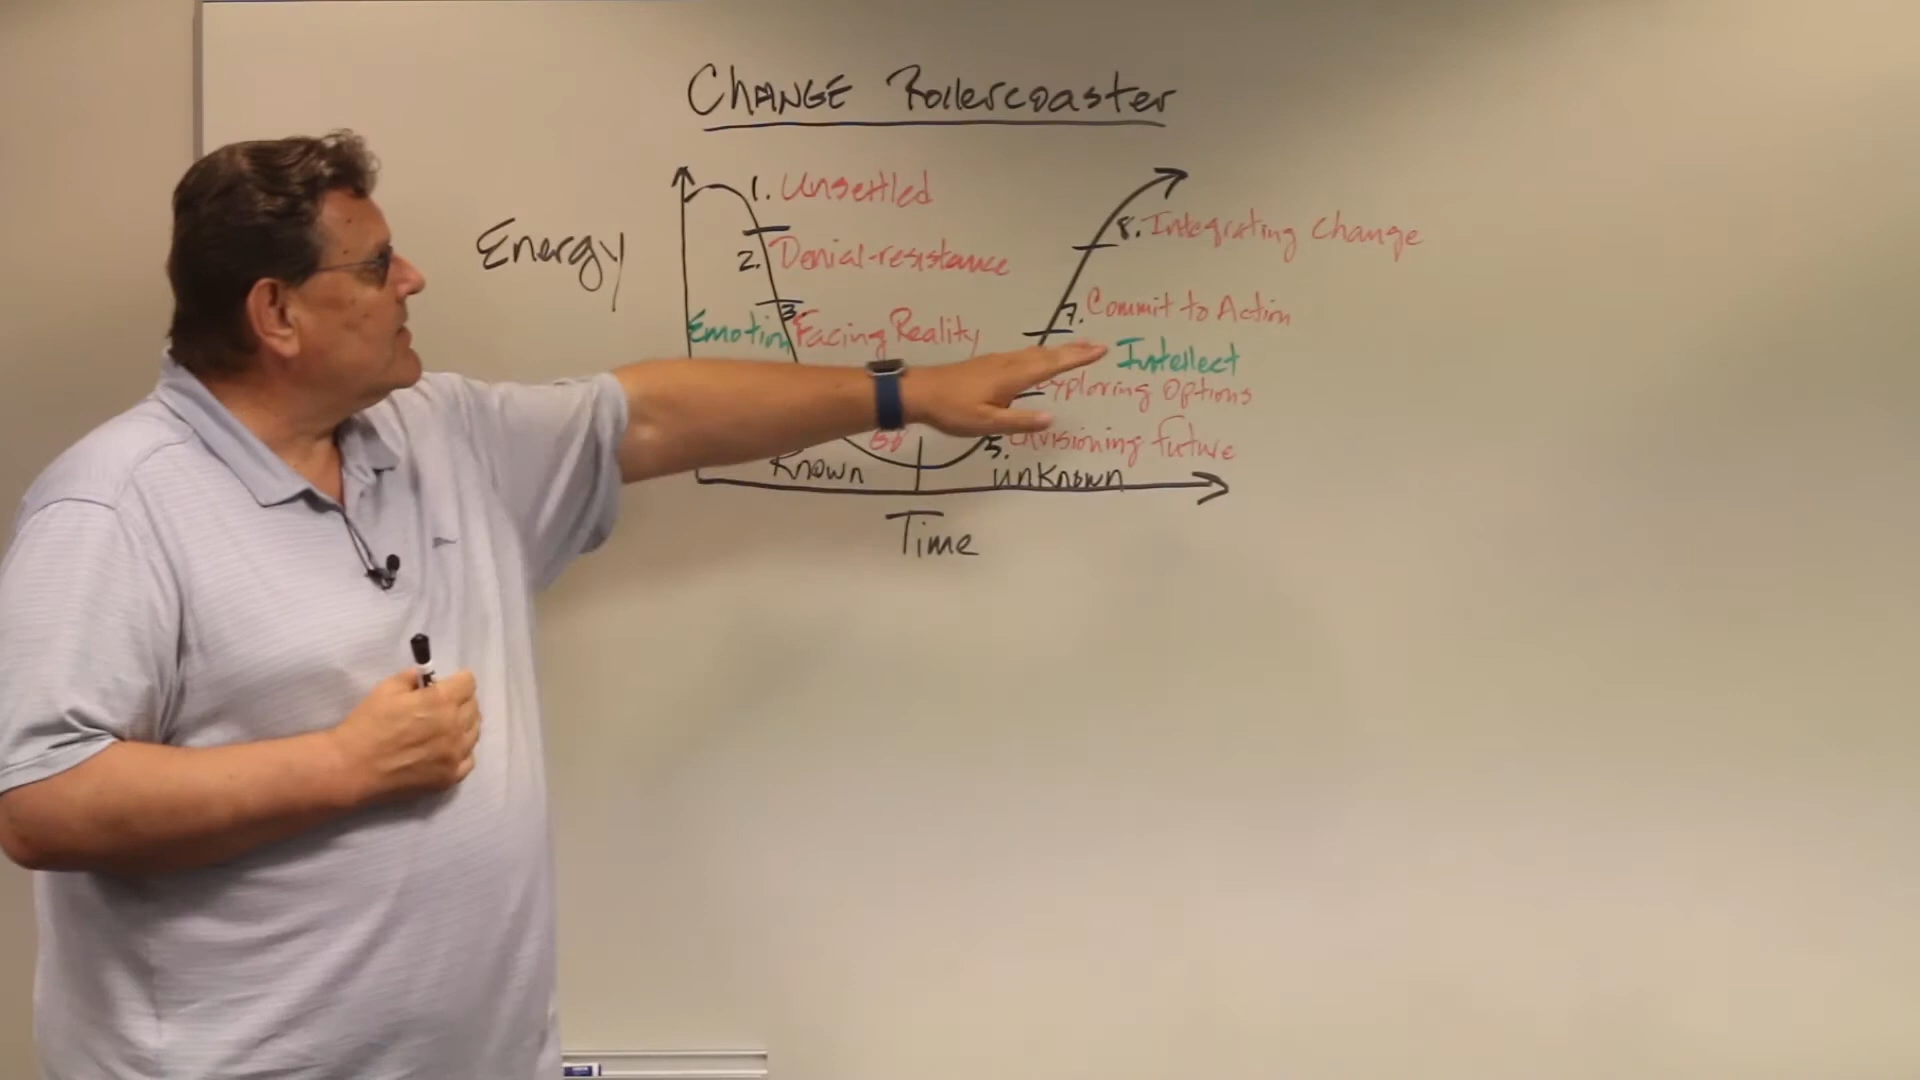 CHANGE Rollercoaster
Energy
1. Unsettled
2. Denial-resistance
3. Facing Reality
Emotion
8. Integrating Change
7. Commit to Action
Intellect
exploring options
5. Envisioning future
Known
unknown
Time